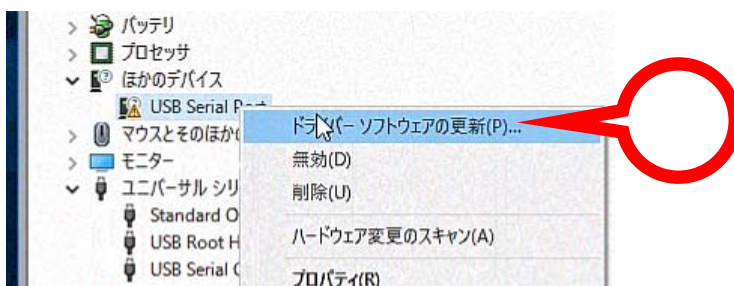 バッテリ
プロセッサ
ほかのデバイス
USB Serial Port
ドライバー ソフトウェアの更新(P)...
マウスとそのほか
無効(D)
モニター
ユニバーサル シリ
削除(U)
Standard O
USB Root H
ハードウェア変更のスキャン(A)
USB Serial C
プロパティ(R)